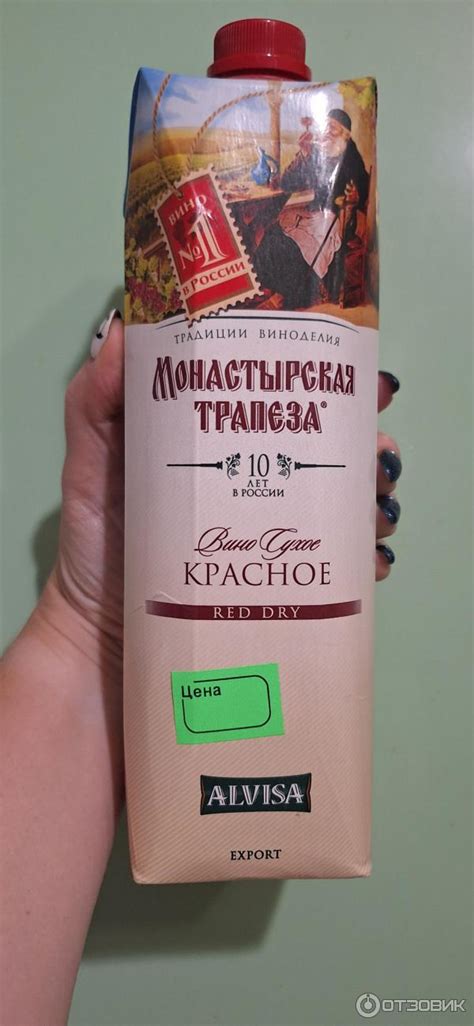 ВИНО
№1
В РОССИИ
ТРАДИЦИИ ВИНОДЕЛИЯ
МОНАСТЫРСКАЯ
ТРАПЕЗА®
10
ЛЕТ
В РОССИИ
Вино Сухое
КРАСНОЕ
RED DRY
Цена
ALVISA
EXPORT
ОТЗОВИК